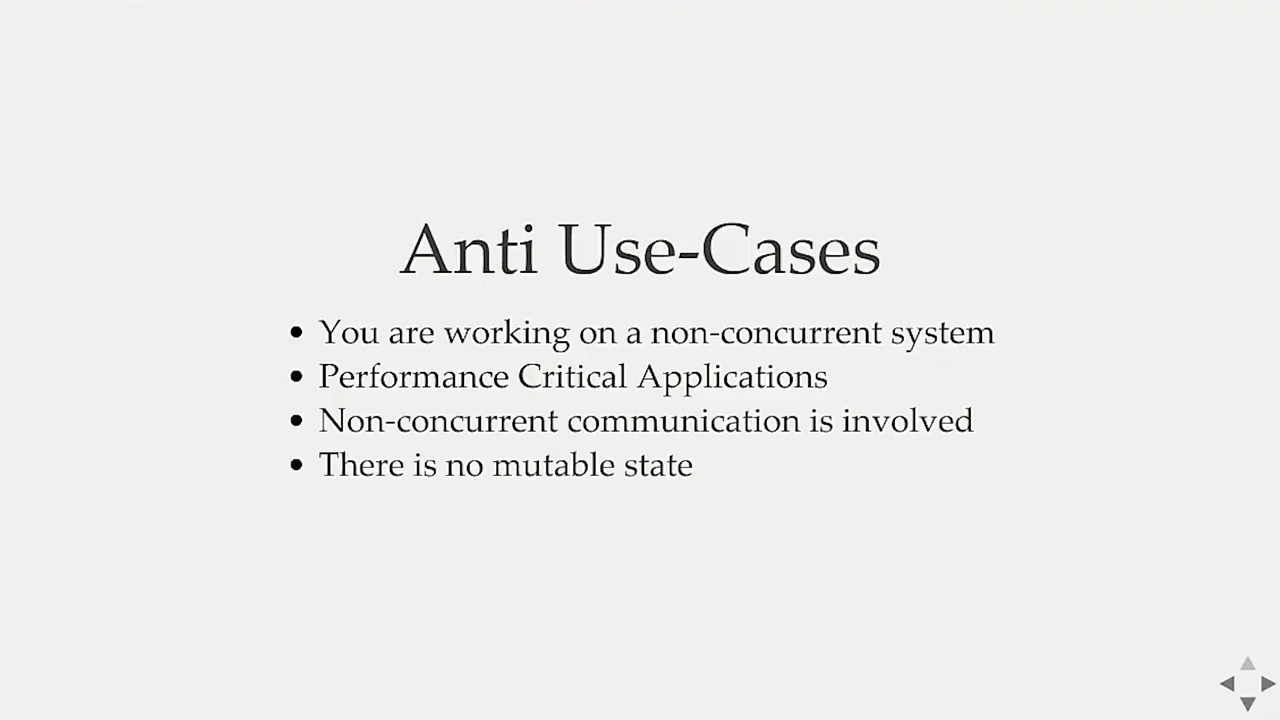 Anti Use-Cases
• You are working on a non-concurrent system
• Performance Critical Applications
• Non-concurrent communication is involved
• There is no mutable state